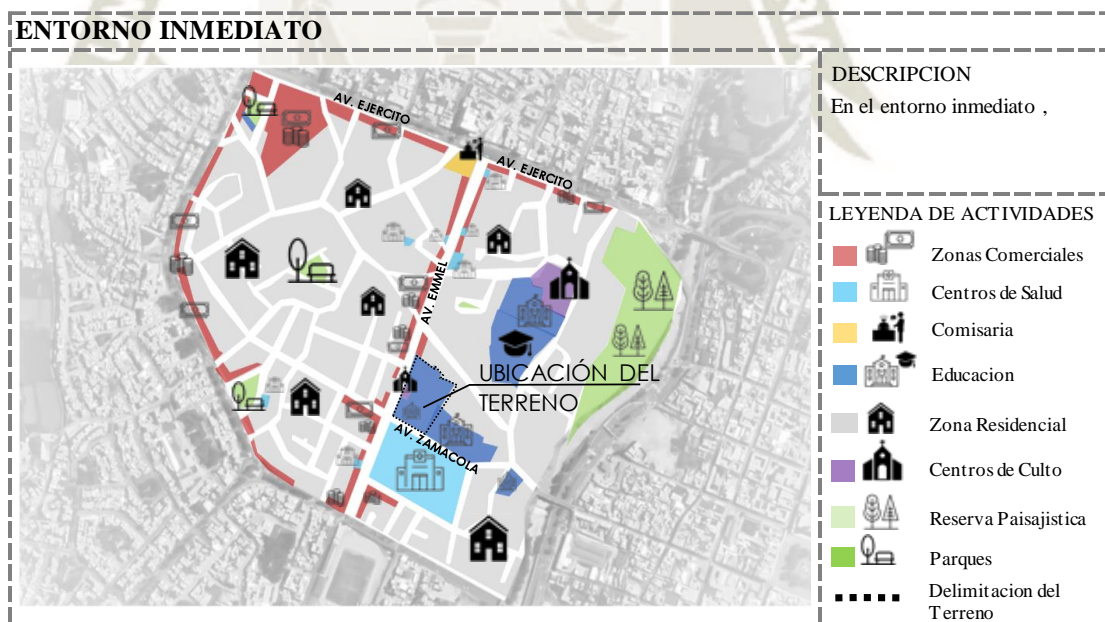 ENTORNO INMEDIATO
AV. EJERCITO
AV. EJERCITO
AV. EMMEL
UBICACIÓN DEL
TERRENO
AV. ZAMACOLA
DESCRIPCION
En el entorno inmediato ,
LEYENDA DE ACTIVIDADES
Zonas Comerciales
Centros de Salud
Comisaria
Educacion
Zona Residencial
Centros de Culto
Reserva Paisajistica
Parques
Delimitacion del
Terreno